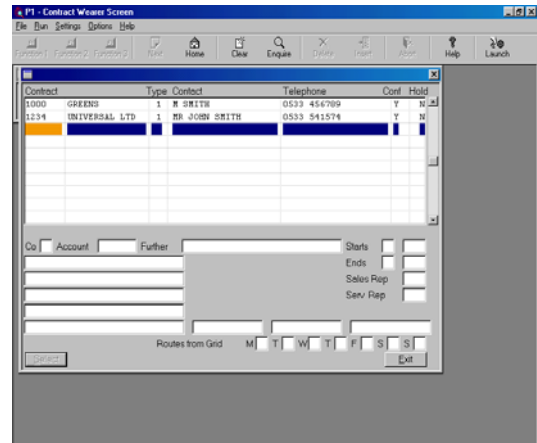 P1 - Contract Wearer Screen
File Run Settings Options Help
Function 1 Function 2 Function 3 Next Home Clear Enquire Delete Insert Abort Help Launch
Contract Type Contact Telephone Conf Hold
1000 GREENS 1 M SMITH 0533 456789 Y N
1234 UNIVERSAL LTD 1 MR JOHN SMITH 0533 541574 Y N
Co Account Further Starts
Ends
Sales Rep
Serv Rep
Routes from Grid M T W T F S S
Select Exit